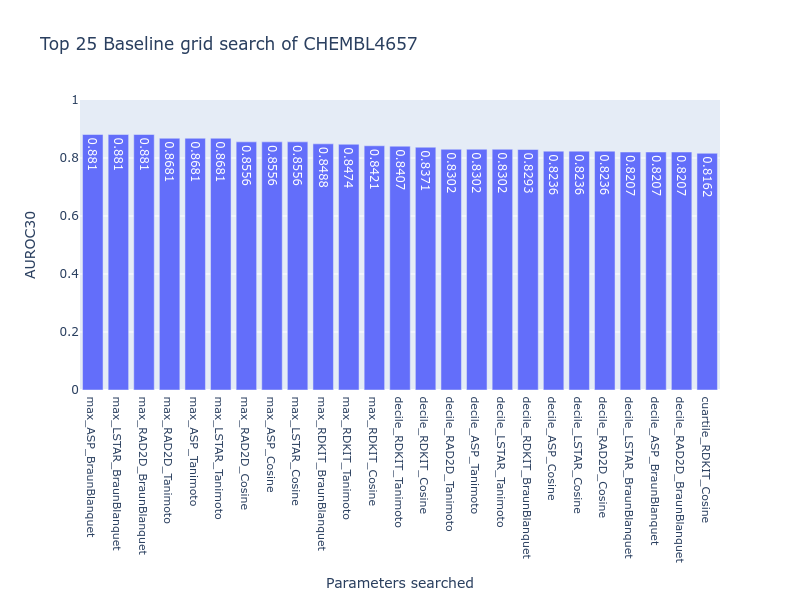 Top 25 Baseline grid search of CHEMBL4657
AUROC30
1
0.8
0.6
0.4
0.2
0
0.881
0.881
0.881
0.8681
0.8681
0.8681
0.8556
0.8556
0.8556
0.8488
0.8474
0.8421
0.8407
0.8371
0.8302
0.8302
0.8302
0.8293
0.8236
0.8236
0.8236
0.8207
0.8207
0.8207
0.8162
max_ASP_BraunBlanquet
max_LSTAR_BraunBlanquet
max_RAD2D_BraunBlanquet
max_RAD2D_Tanimoto
max_ASP_Tanimoto
max_LSTAR_Tanimoto
max_RAD2D_Cosine
max_ASP_Cosine
max_LSTAR_Cosine
max_RDKIT_BraunBlanquet
max_RDKIT_Tanimoto
max_RDKIT_Cosine
decile_RDKIT_Tanimoto
decile_RDKIT_Cosine
decile_RAD2D_Tanimoto
decile_ASP_Tanimoto
decile_LSTAR_Tanimoto
decile_RDKIT_BraunBlanquet
decile_ASP_Cosine
decile_LSTAR_Cosine
decile_RAD2D_Cosine
decile_LSTAR_BraunBlanquet
decile_ASP_BraunBlanquet
decile_RAD2D_BraunBlanquet
cuartile_RDKIT_Cosine
Parameters searched